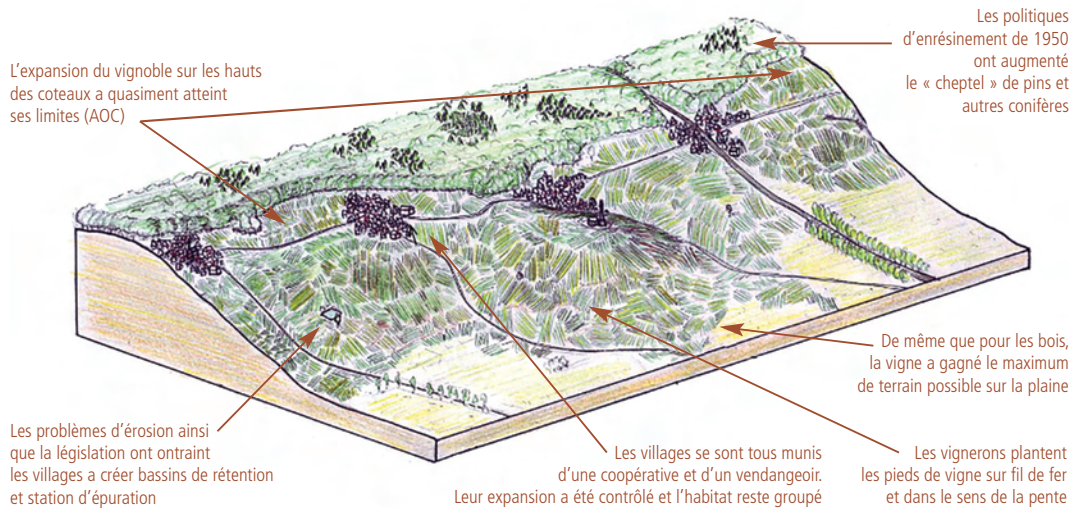 Les politiques
d'enrésinement de 1950
ont augmenté
le « cheptel » de pins et
autres conifères
L'expansion du vignoble sur les hauts
des coteaux a quasiment atteint
ses limites (AOC)
De même que pour les bois,
la vigne a gagné le maximum
de terrain possible sur la plaine
Les problèmes d'érosion ainsi
que la législation ont ontraint
les villages a créer bassins de rétention
et station d'épuration
Les villages se sont tous munis
d'une coopérative et d'un vendangeoir.
Leur expansion a été contrôlé et l'habitat reste groupé
Les vignerons plantent
les pieds de vigne sur fil de fer
et dans le sens de la pente